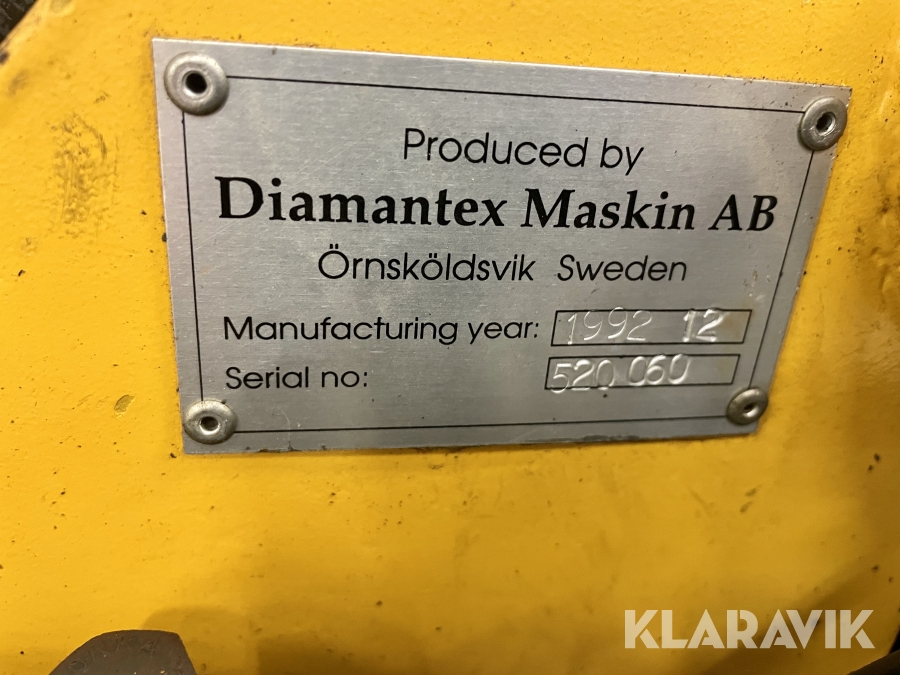 Produced by
Diamantex Maskin AB
Örnsköldsvik Sweden
Manufacturing year: 1992 12
Serial no: 520 060
KLARAVIK